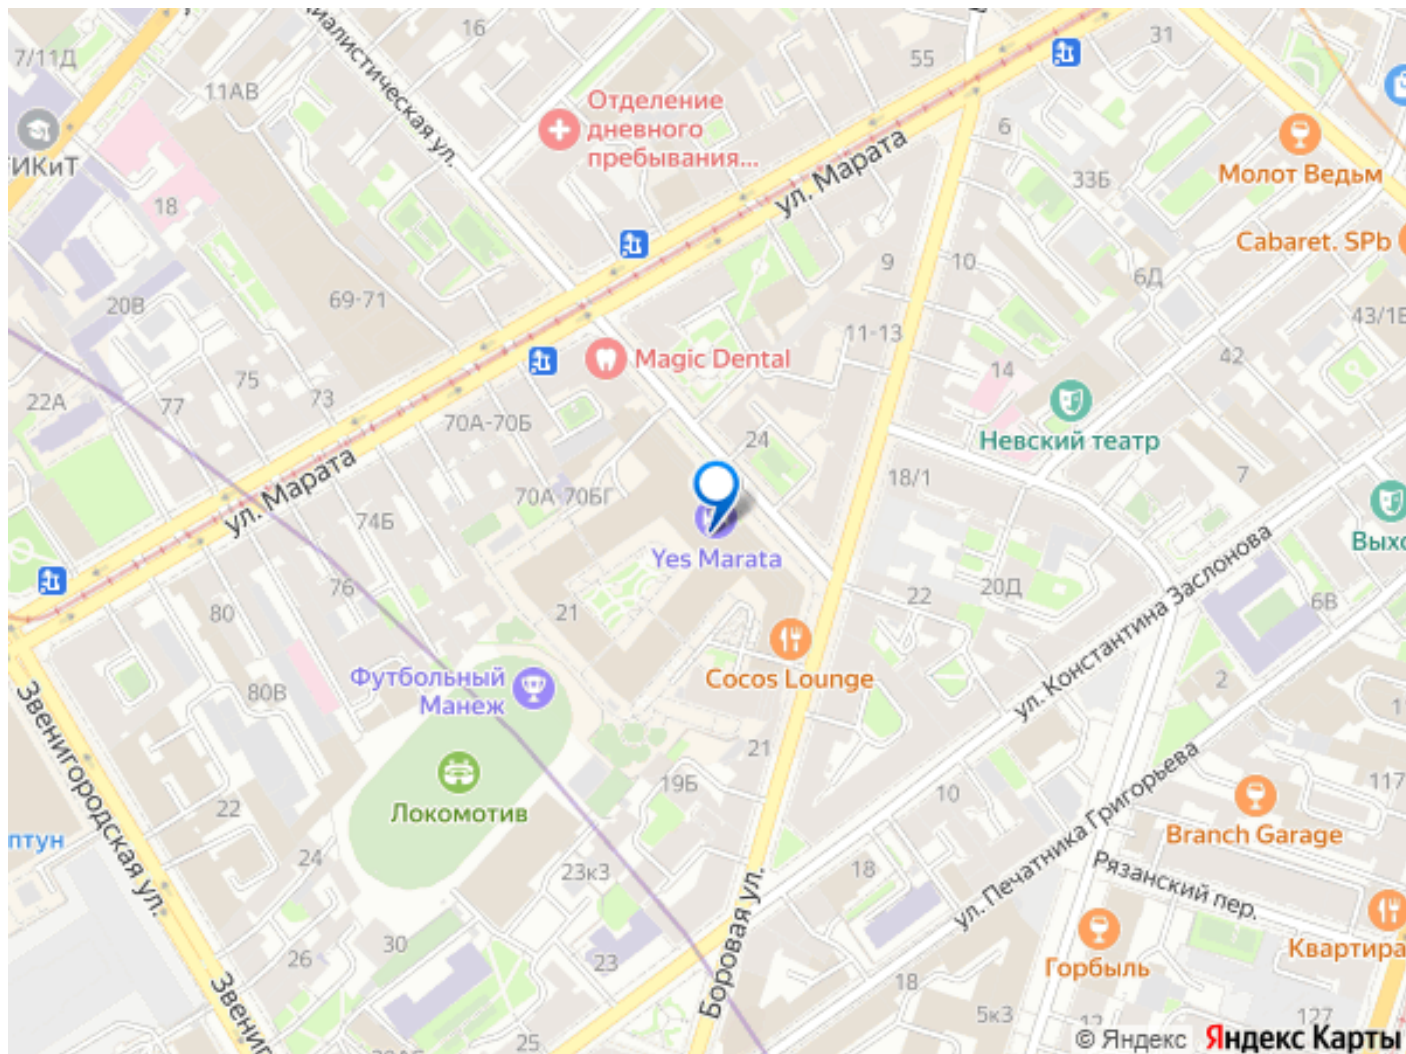 7/11Д
16
11АВ
иалистическая ул.
55
31
Отделение
дневного
пребывания...
ИКиТ
18
6
ул. Марата
33Б
Молот Ведьм
Cabaret. SPb
20В
69-71
9
10
6Д
11-13
43/1
Magic Dental
42
14
75
73
22А
77
70А-70Б
24
Невский театр
ул. Марата
70А-70БГ
74Б
18/1
7
Yes Marata
Выхо
76
80
21
22
20Д
ул. Константина Заслонова
6В
Футбольный
Манеж
80В
Cocos Lounge
2
Звенигородская ул.
21
19Б
Локомотив
22
10
117
ул. Печатника Григорьева
Branch Garage
птун
24
23к3
18
Рязанский пер.
Боровая ул.
30
26
23
Горбыль
Квартира
18
5к3
127
12
25
Звениг
© Яндекс
Яндекс Карты